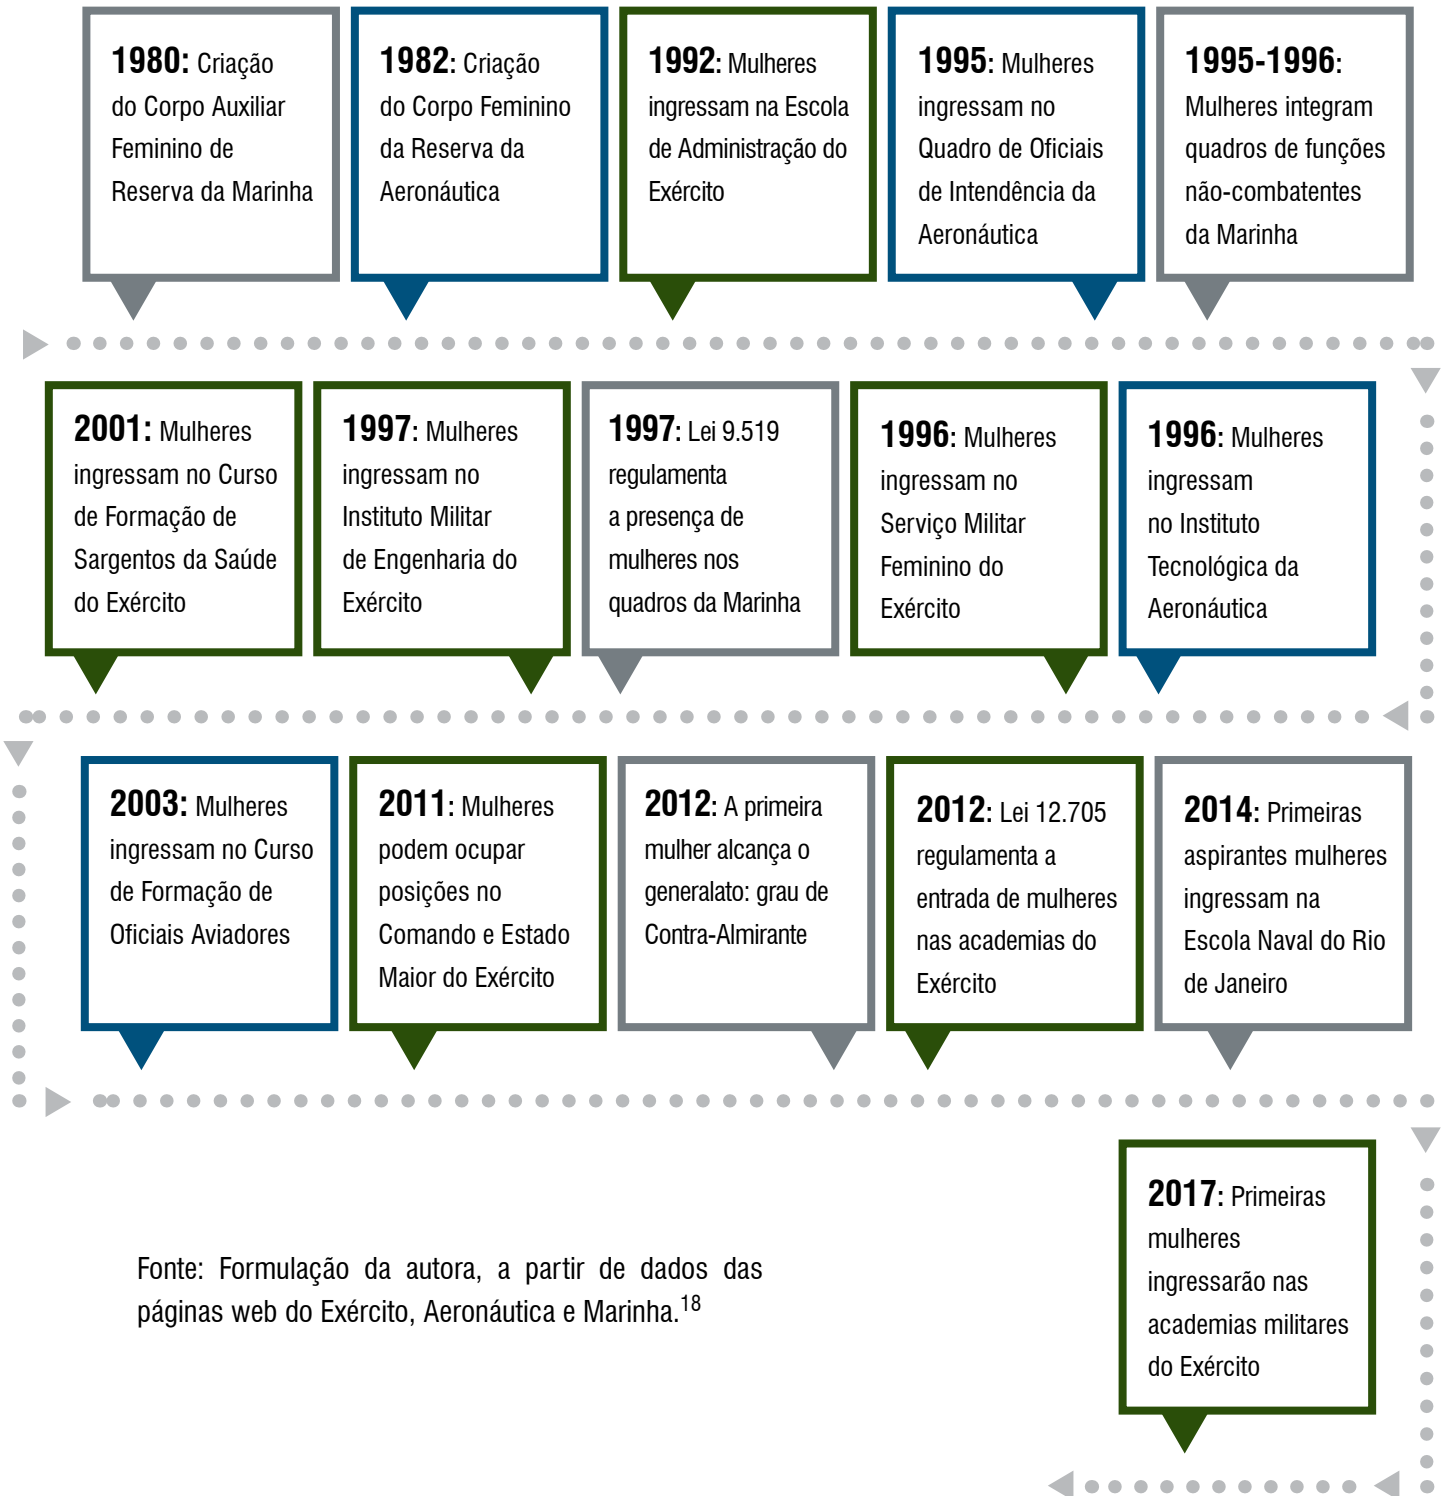 1980: Criação
do Corpo Auxiliar
Feminino de
Reserva da Marinha
1982: Criação
do Corpo Feminino
da Reserva da
Aeronáutica
1992: Mulheres
ingressam na Escola
de Administração do
Exército
1995: Mulheres
ingressam no
Quadro de Oficiais
de Intendência da
Aeronáutica
1995-1996:
Mulheres integram
quadros de funções
não-combatentes
da Marinha
1996: Mulheres
ingressam
no Instituto
Tecnológica da
Aeronáutica
1996: Mulheres
ingressam no
Serviço Militar
Feminino do
Exército
1997: Lei 9.519
regulamenta
a presença de
mulheres nos
quadros da Marinha
1997: Mulheres
ingressam no
Instituto Militar
de Engenharia do
Exército
2001: Mulheres
ingressam no Curso
de Formação de
Sargentos da Saúde
do Exército
2003: Mulheres
ingressam no Curso
de Formação de
Oficiais Aviadores
2011: Mulheres
podem ocupar
posições no
Comando e Estado
Maior do Exército
2012: A primeira
mulher alcança o
generalato: grau de
Contra-Almirante
2012: Lei 12.705
regulamenta a
entrada de mulheres
nas academias do
Exército
2014: Primeiras
aspirantes mulheres
ingressam na
Escola Naval do Rio
de Janeiro
2017: Primeiras
mulheres
ingressarão nas
academias militares
do Exército
Fonte: Formulação da autora, a partir de dados das
páginas web do Exército, Aeronáutica e Marinha.18